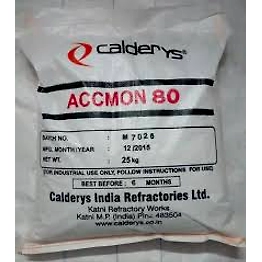 calderys
ACCMON 80
BATCH NO. : M 7026
MFG. MONTH/YEAR : 12/2016
NET WT. : 25kg
(FOR INDUSTRIAL USE ONLY, FOLLOW INSTRUCTIONS FOR USE)
BEST BEFORE : 6 MONTHS
Calderys India Refractories Ltd.
Katni Refractory Works
Katni M.P. (India) Pin.: 483504
www.calderys.co.in